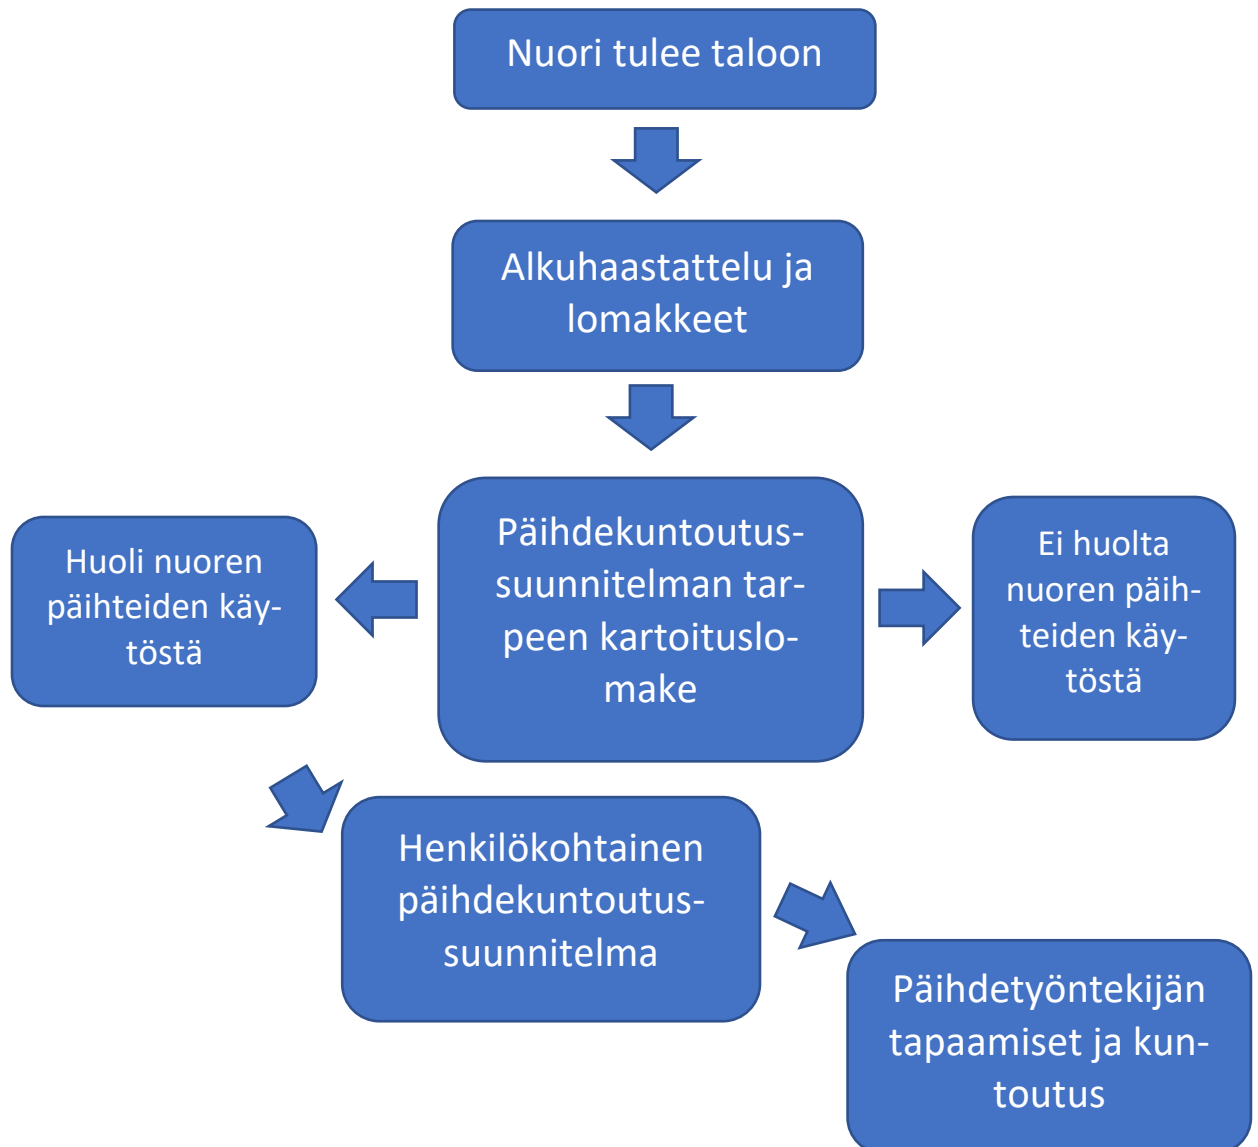 Nuori tulee taloon
Alkuhaastattelu ja
lomakkeet
Päihdekuntoutus-
suunnitelman tar-
peen kartoituslo-
make
Huoli nuoren
päihteiden käy-
töstä
Ei huolta
nuoren päih-
teiden käy-
töstä
Henkilökohtainen
päihdekuntoutus-
suunnitelma
Päihdetyöntekijän
tapaamiset ja kun-
toutus